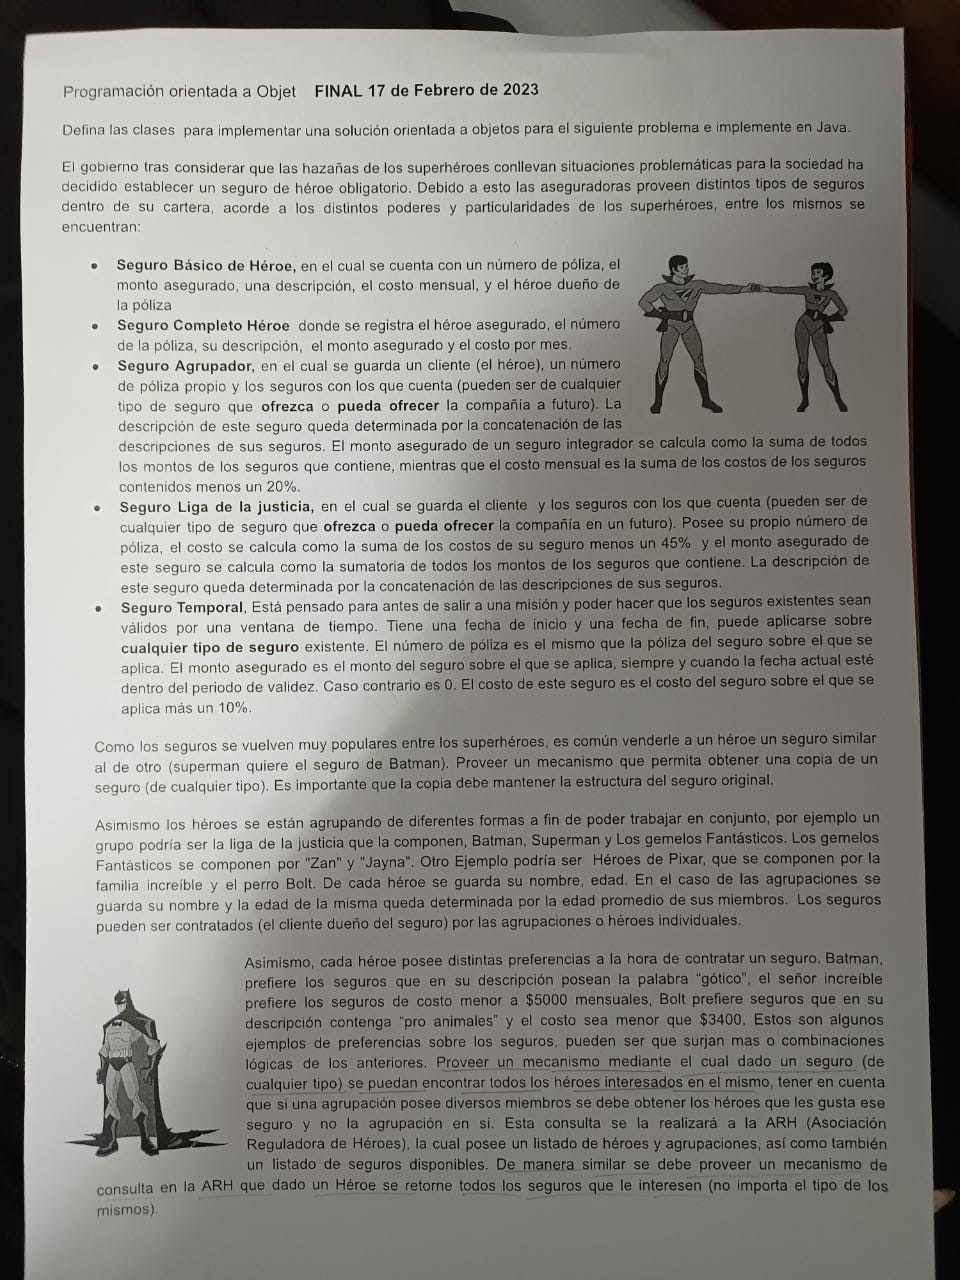 Programación orientada a Objet FINAL 17 de Febrero de 2023
Defina las clases para implementar una solución orientada a objetos para el siguiente problema e implemente en Java.
El gobierno tras considerar que las hazañas de los superhéroes conllevan situaciones problemáticas para la sociedad ha
decidido establecer un seguro de héroe obligatorio. Debido a esto las aseguradoras proveen distintos tipos de seguros
dentro de su cartera, acorde a los distintos poderes y particularidades de los superhéroes, entre los mismos se
encuentran:
• Seguro Básico de Héroe, en el cual se cuenta con un número de póliza, el
monto asegurado, una descripción, el costo mensual, y el héroe dueño de
la póliza
• Seguro Completo Héroe donde se registra el héroe asegurado, el número
de la póliza, su descripción, el monto asegurado y el costo por mes.
• Seguro Agrupador, en el cual se guarda un cliente (el héroe), un número
de póliza propio y los seguros con los que cuenta (pueden ser de cualquier
tipo de seguro que ofrezca o pueda ofrecer la compañía a futuro). La
descripción de este seguro queda determinada por la concatenación de las
descripciones de sus seguros. El monto asegurado de un seguro integrador se calcula como la suma de todos
los montos de los seguros que contiene, mientras que el costo mensual es la suma de los costos de los seguros
contenidos menos un 20%.
• Seguro Liga de la justicia, en el cual se guarda el cliente y los seguros con los que cuenta (pueden ser de
cualquier tipo de seguro que ofrezca o pueda ofrecer la compañía en un futuro). Posee su propio número de
póliza, el costo se calcula como la suma de los costos de su seguro menos un 45% y el monto asegurado de
este seguro se calcula como la sumatoria de todos los montos de los seguros que contiene. La descripción de
este seguro queda determinada por la concatenación de las descripciones de sus seguros.
• Seguro Temporal, Está pensado para antes de salir a una misión y poder hacer que los seguros existentes sean
válidos por una ventana de tiempo. Tiene una fecha de inicio y una fecha de fin, puede aplicarse sobre
cualquier tipo de seguro existente. El número de póliza es el mismo que la póliza del seguro sobre el que se
aplica. El monto asegurado es el monto del seguro sobre el que se aplica, siempre y cuando la fecha actual esté
dentro del periodo de validez. Caso contrario es 0. El costo de este seguro es el costo del seguro sobre el que se
aplica más un 10%.
Como los seguros se vuelven muy populares entre los superhéroes, es común venderle a un héroe un seguro similar
al de otro (superman quiere el seguro de Batman). Proveer un mecanismo que permita obtener una copia de un
seguro (de cualquier tipo). Es importante que la copia debe mantener la estructura del seguro original.
Asimismo los héroes se están agrupando de diferentes formas a fin de poder trabajar en conjunto, por ejemplo un
grupo podría ser la liga de la justicia que la componen, Batman, Superman y Los gemelos Fantásticos. Los gemelos
Fantásticos se componen por "Zan" y "Jayna". Otro Ejemplo podría ser Héroes de Pixar, que se componen por la
familia increíble y el perro Bolt. De cada héroe se guarda su nombre, edad. En el caso de las agrupaciones se
guarda su nombre y la edad de la misma queda determinada por la edad promedio de sus miembros. Los seguros
pueden ser contratados (el cliente dueño del seguro) por las agrupaciones o héroes individuales.
Asimismo, cada héroe posee distintas preferencias a la hora de contratar un seguro. Batman,
prefiere los seguros que en su descripción posean la palabra “gótico”, el señor increíble
prefiere los seguros de costo menor a $5000 mensuales, Bolt prefiere seguros que en su
descripción contenga “pro animales” y el costo sea menor que $3400. Estos son algunos
ejemplos de preferencias sobre los seguros, pueden ser que surjan mas o combinaciones
lógicas de los anteriores. Proveer un mecanismo mediante el cual dado un seguro (de
cualquier tipo) se puedan encontrar todos los héroes interesados en el mismo, tener en cuenta
que si una agrupación posee diversos miembros se debe obtener los héroes que les gusta ese
seguro y no la agrupación en sí. Esta consulta se la realizará a la ARH (Asociación
Reguladora de Héroes), la cual posee un listado de héroes y agrupaciones, así como también
un listado de seguros disponibles. De manera similar se debe proveer un mecanismo de
consulta en la ARH que dado un Héroe se retorne todos los seguros que le interesen (no importa el tipo de los
mismos).